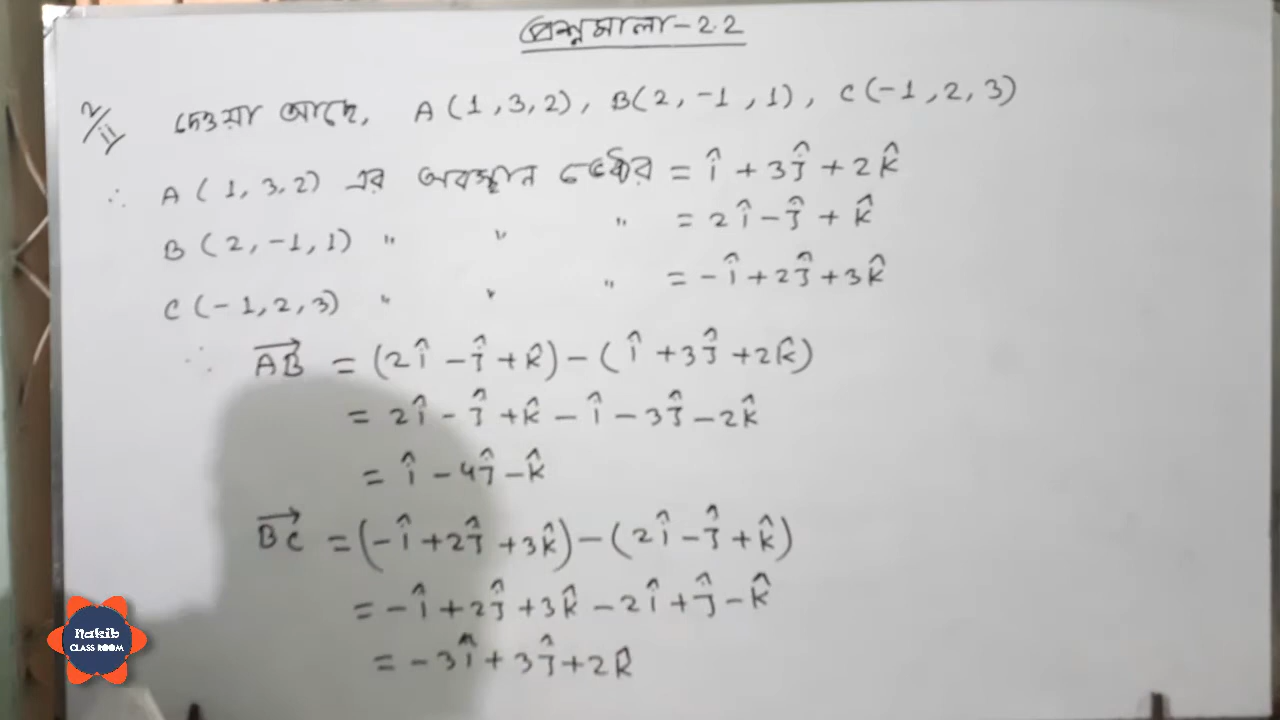 প্রশ্নমালা-2.2
2/ii দেওয়া আছে, A(1,3,2), B(2,-1,1), C(-1,2,3)
∴ A(1,3,2) এর অবস্থান ভেক্টর = î + 3ĵ + 2k̂
B(2,-1,1) " " " = 2î - ĵ + k̂
C(-1,2,3) " " " = -î + 2ĵ + 3k̂
∴ \overrightarrow{AB} = (2î - ĵ + k̂) - (î + 3ĵ + 2k̂)
= 2î - ĵ + k̂ - î - 3ĵ - 2k̂
= î - 4ĵ - k̂
\overrightarrow{BC} = (-î + 2ĵ + 3k̂) - (2î - ĵ + k̂)
= -î + 2ĵ + 3k̂ - 2î + ĵ - k̂
= -3î + 3ĵ + 2k̂
Nakib
CLASS ROOM